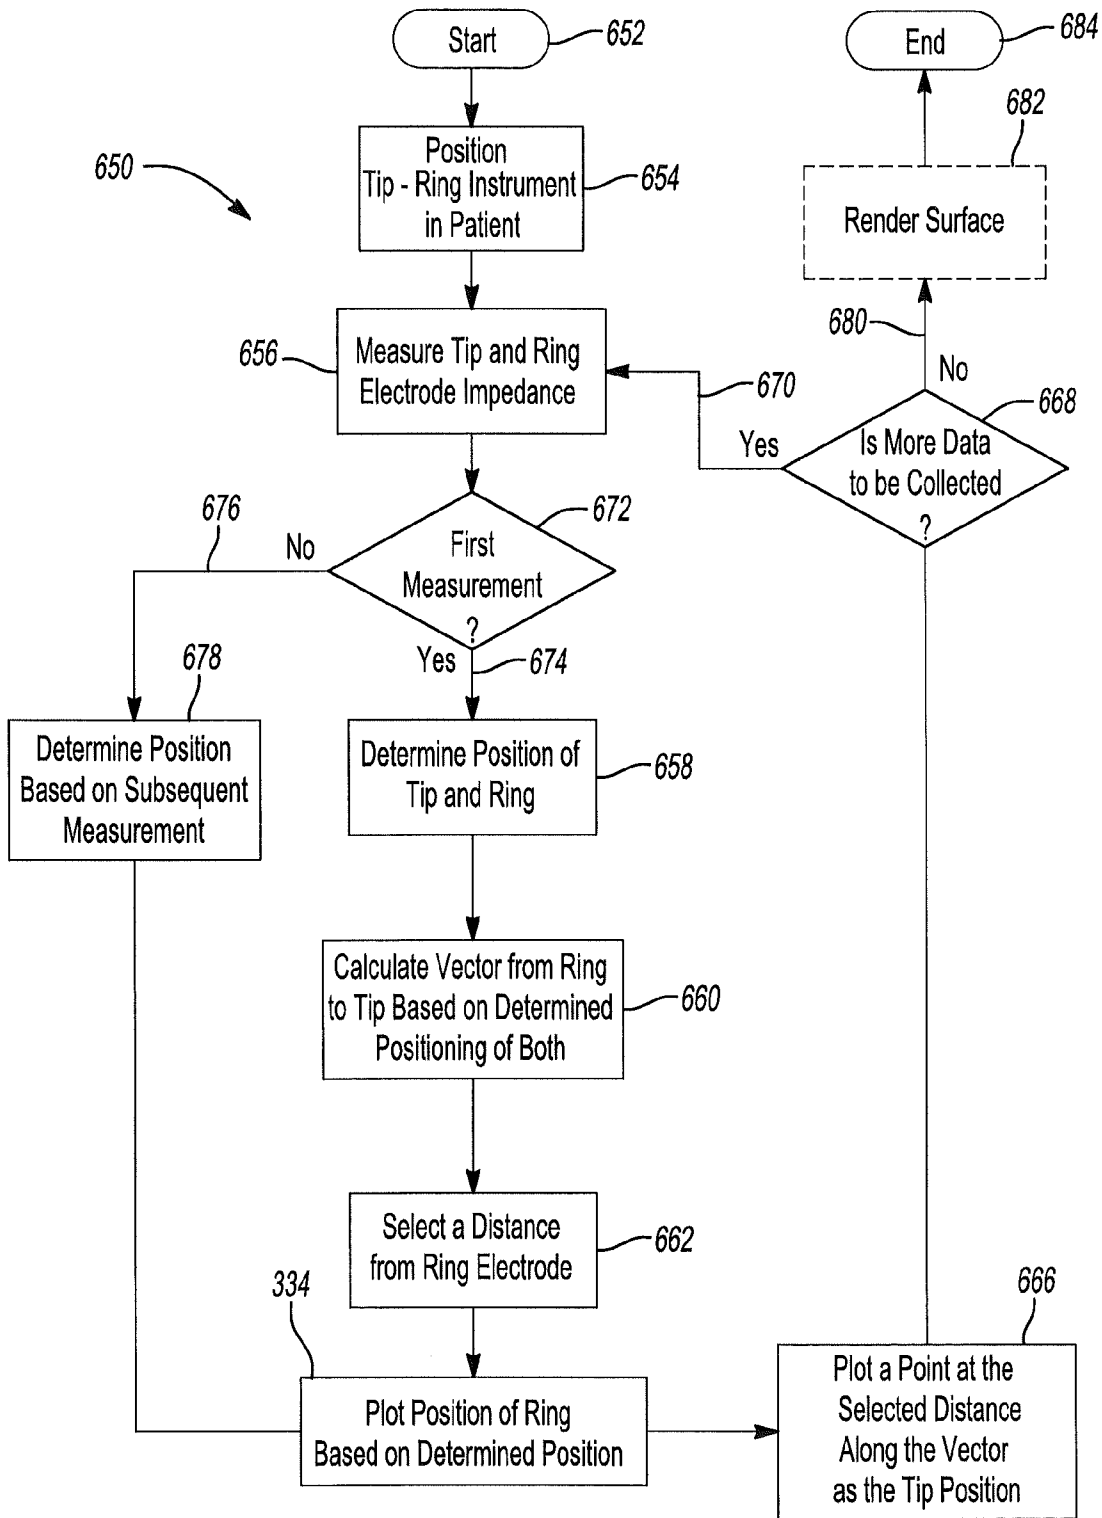 Start
652
650
Position
Tip - Ring Instrument
in Patient
654
656
Measure Tip and Ring
Electrode Impedance
672
First
Measurement
?
No
676
Yes
674
678
Determine Position
Based on Subsequent
Measurement
Determine Position of
Tip and Ring
658
Calculate Vector from Ring
to Tip Based on Determined
Positioning of Both
660
Select a Distance
from Ring Electrode
662
334
Plot Position of Ring
Based on Determined Position
666
Plot a Point at the
Selected Distance
Along the Vector
as the Tip Position
668
Is More Data
to be Collected
?
Yes
670
No
680
682
Render Surface
End
684